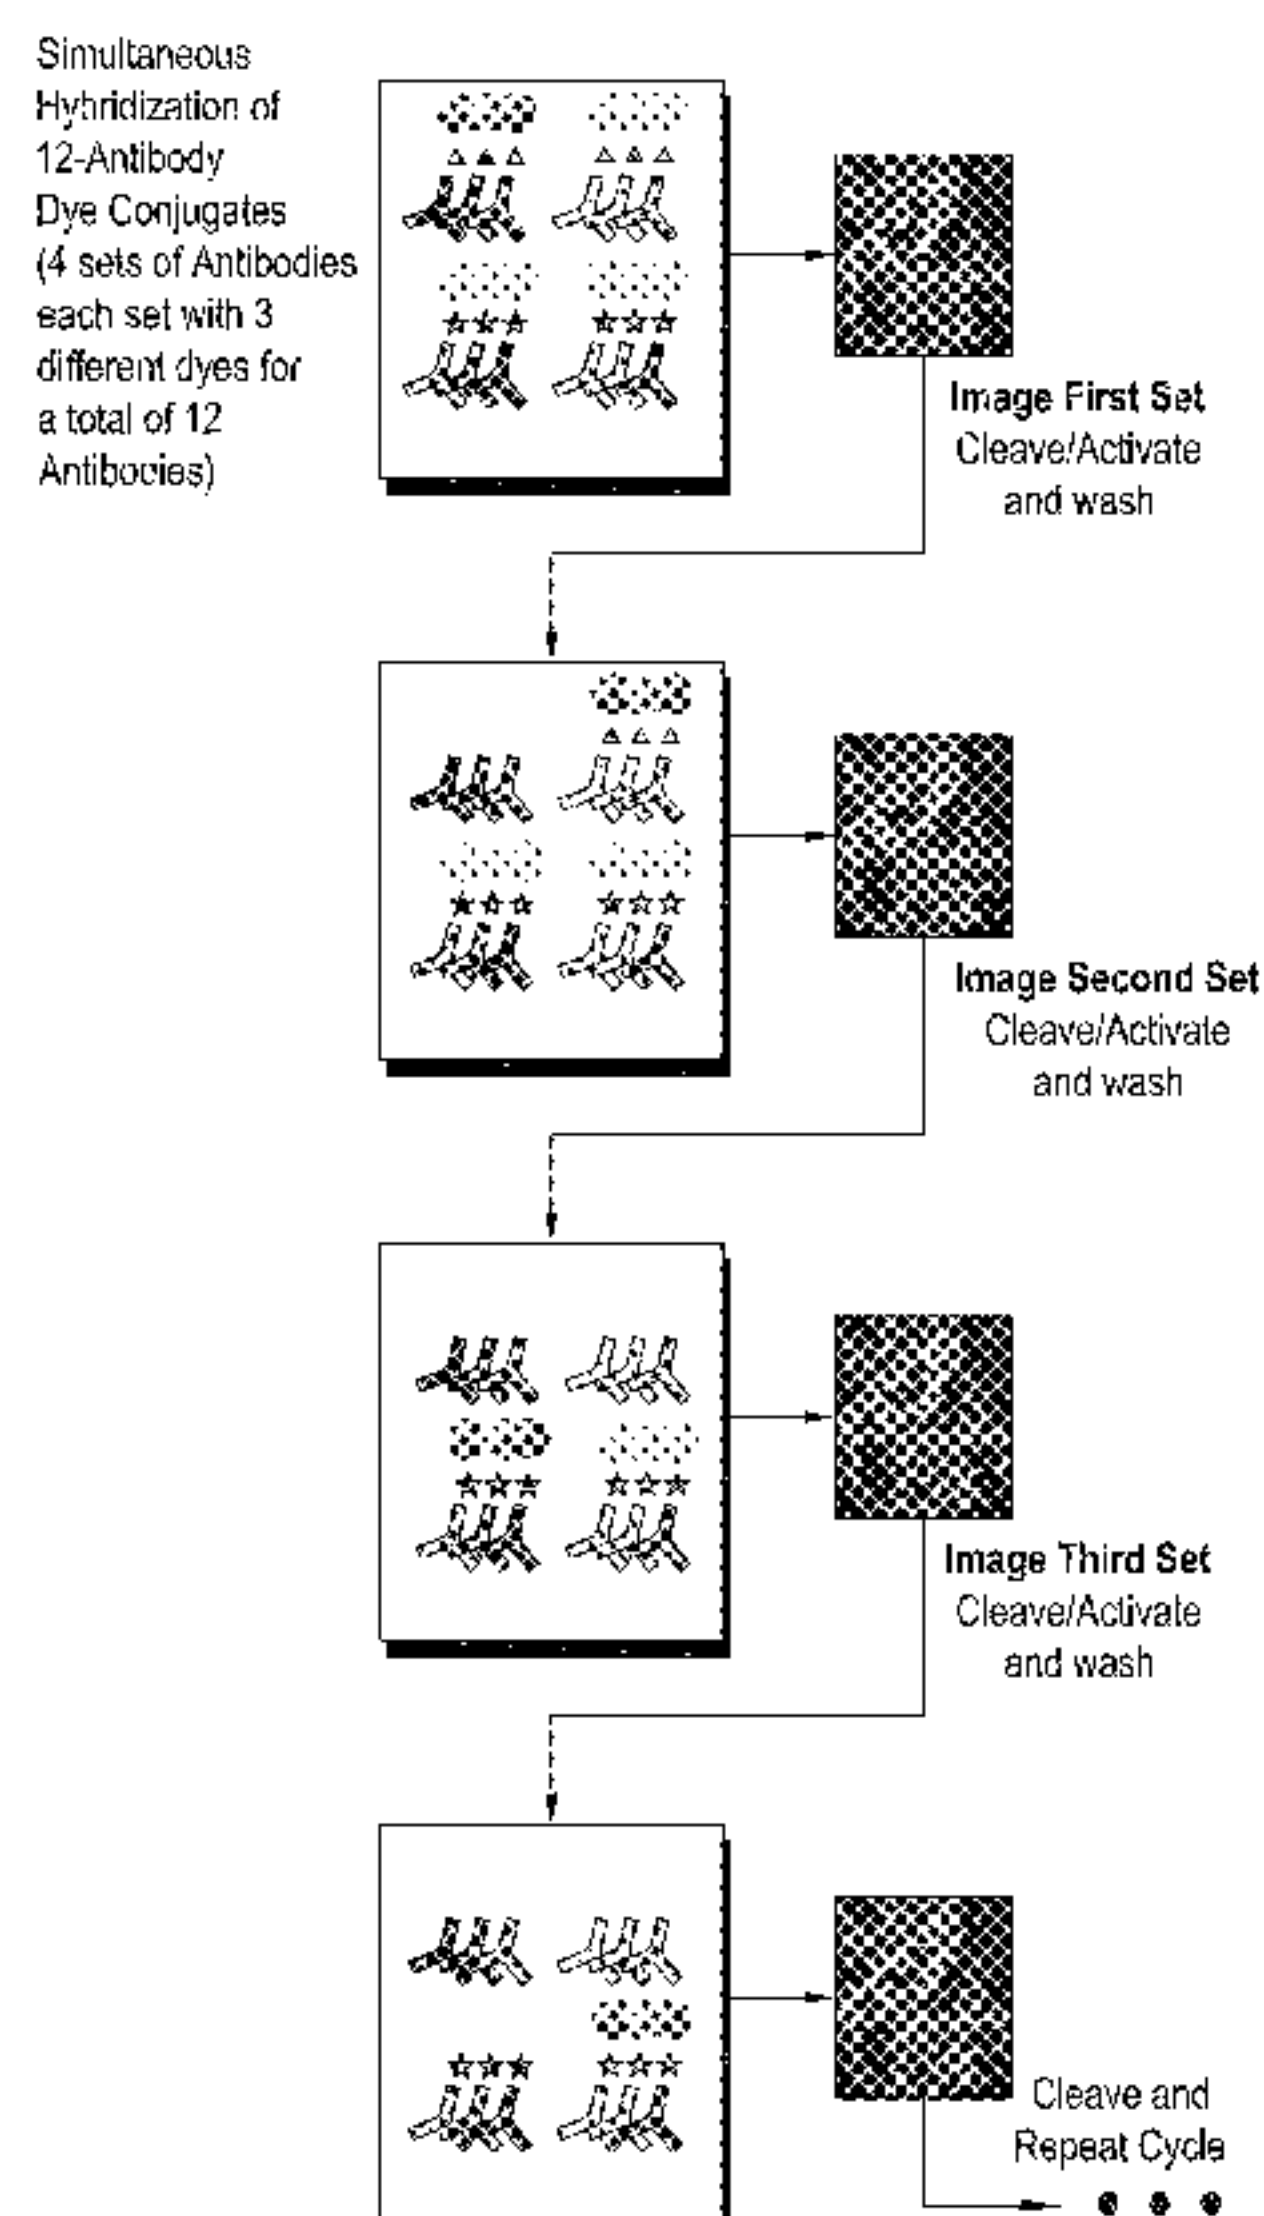 Simultaneous
Hybridization of
12-Antibody
Dye Conjugates
(4 sets of Antibodies
each set with 3
different dyes for
a total of 12
Antibocies)
Image First Set
Cleave/Activate
and wash
Image Second Set
Cleave/Activate
and wash
Image Third Set
Cleave/Activate
and wash
Cleave and
Repeat Cycle